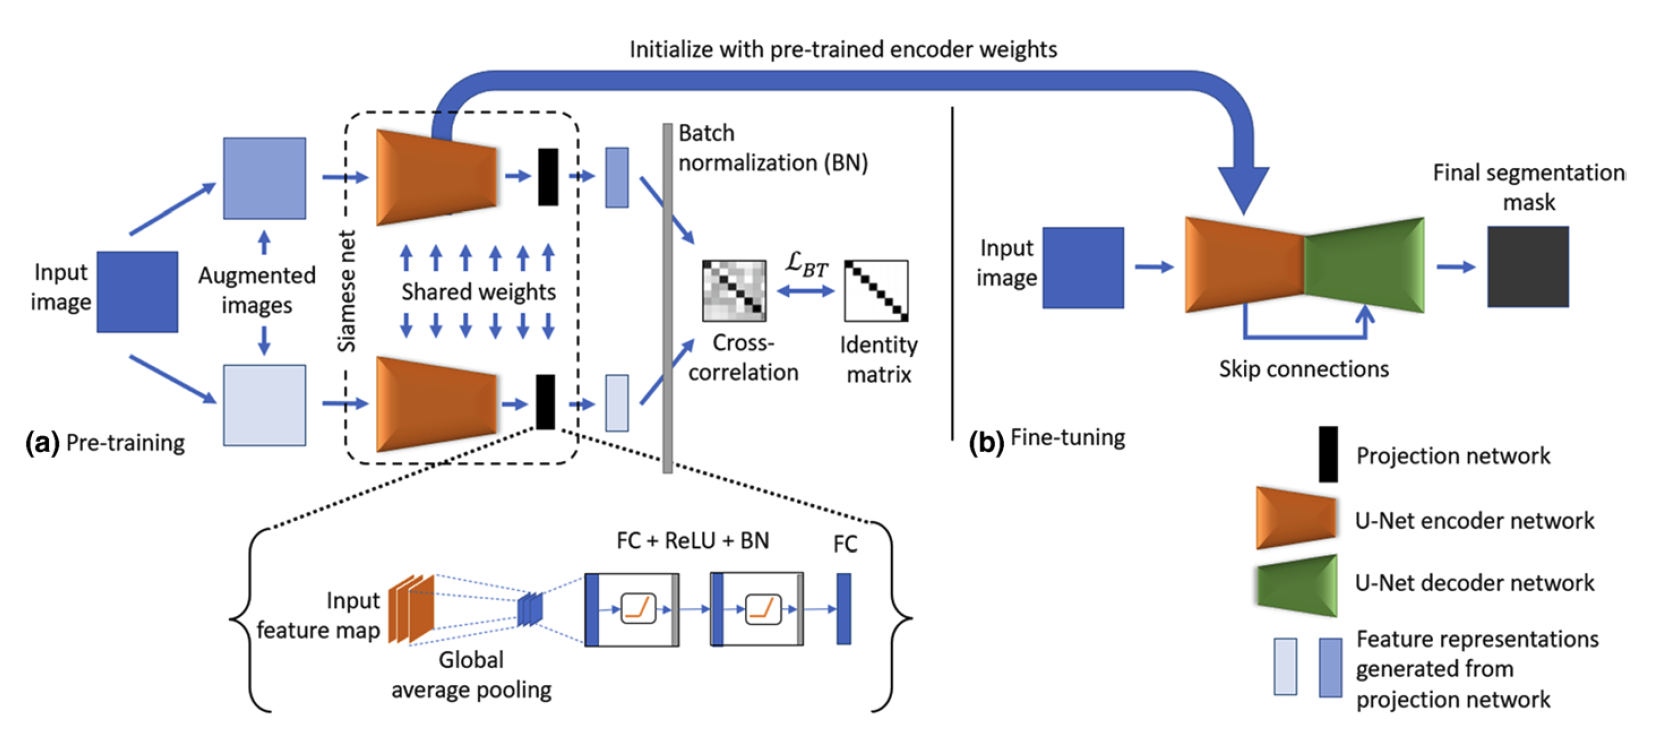 Initialize with pre-trained encoder weights
Batch
normalization (BN)
Input
image
Augmented
images
Siamese net
Shared weights
ℒ_BT
Cross-
correlation
Identity
matrix
(a) Pre-training
Input
feature map
Global
average pooling
FC + ReLU + BN
FC
Input
image
Final segmentation
mask
Skip connections
(b) Fine-tuning
Projection network
U-Net encoder network
U-Net decoder network
Feature representations
generated from
projection network